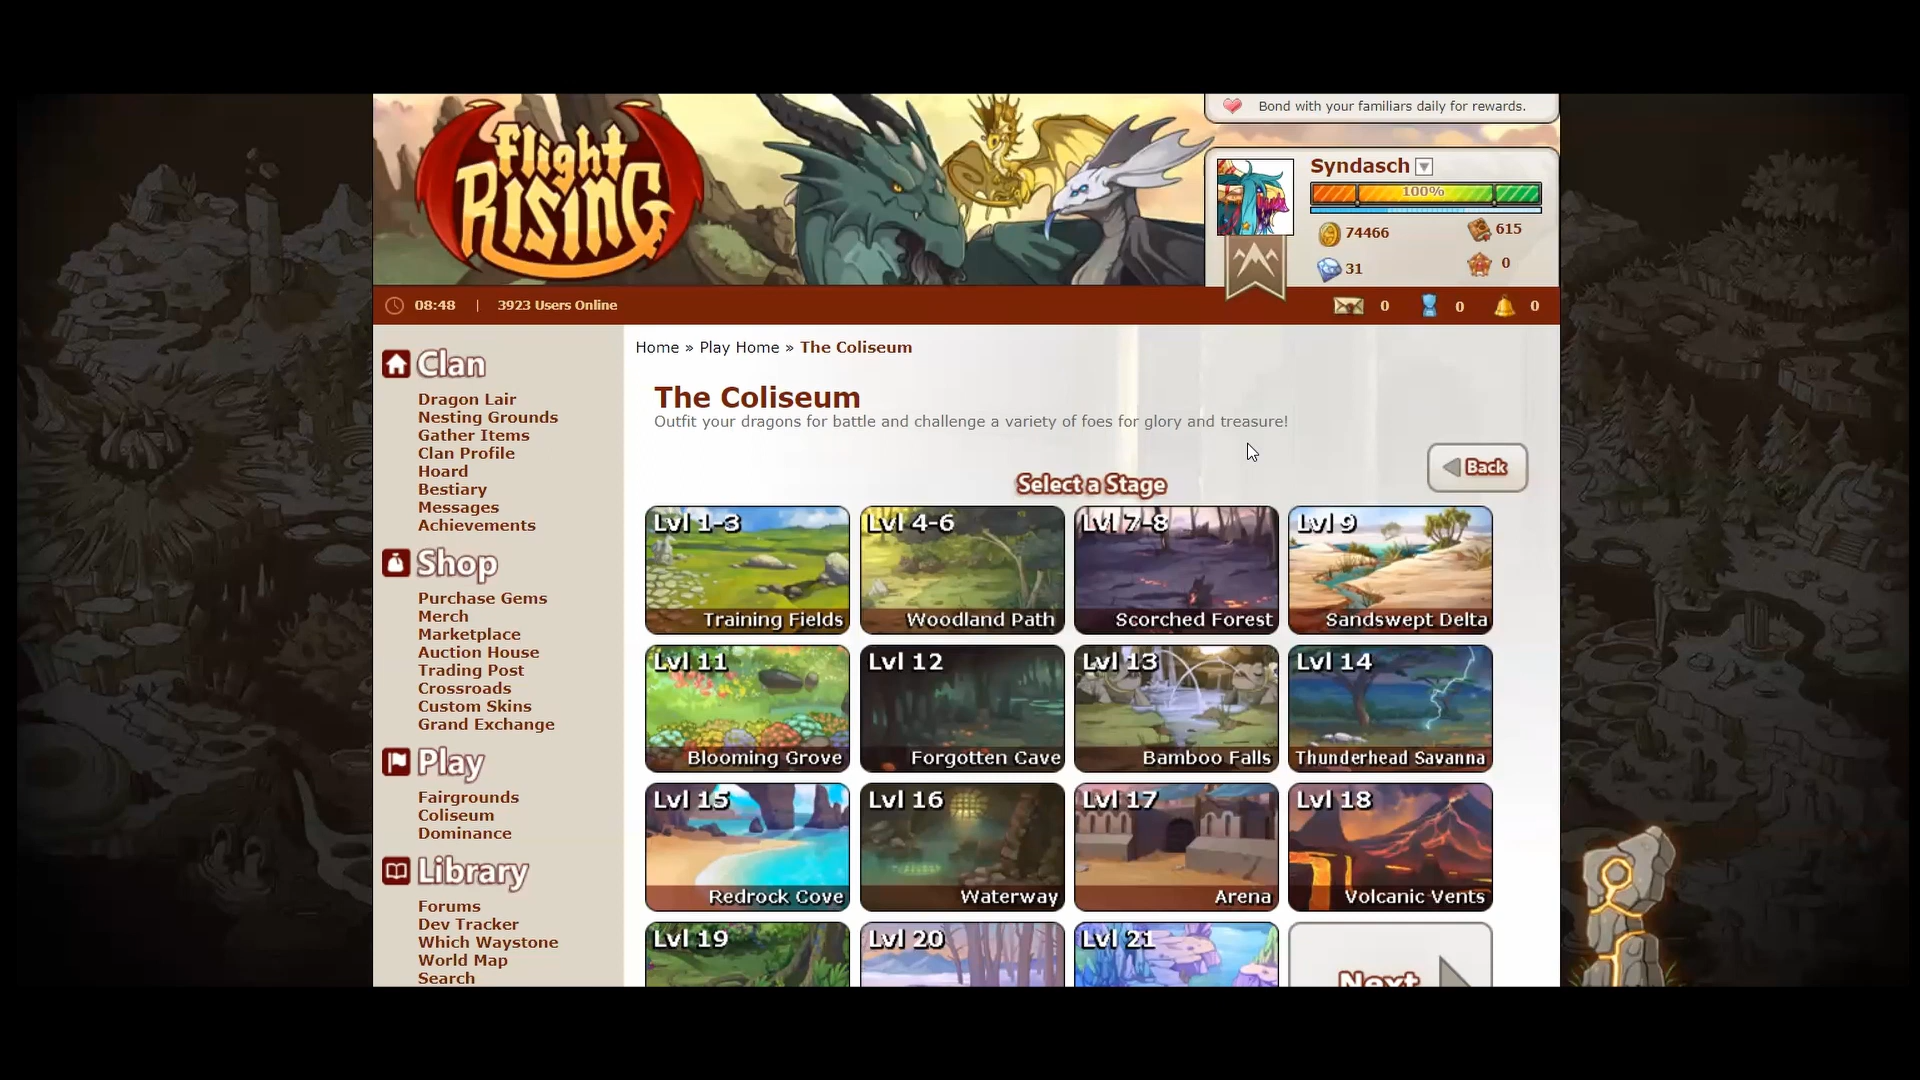 flight
RISING
Bond with your familiars daily for rewards.
Syndasch
100%
74466
615
31
0
08:48 | 3923 Users Online
0
0
0
Clan
Dragon Lair
Nesting Grounds
Gather Items
Clan Profile
Hoard
Bestiary
Messages
Achievements
Shop
Purchase Gems
Merch
Marketplace
Auction House
Trading Post
Crossroads
Custom Skins
Grand Exchange
Play
Fairgrounds
Coliseum
Dominance
Library
Forums
Dev Tracker
Which Waystone
World Map
Search
Home » Play Home » The Coliseum
The Coliseum
Outfit your dragons for battle and challenge a variety of foes for glory and treasure!
Back
Select a Stage
Lvl 1-3
Training Fields
Lvl 4-6
Woodland Path
Lvl 7-8
Scorched Forest
Lvl 9
Sandswept Delta
Lvl 11
Blooming Grove
Lvl 12
Forgotten Cave
Lvl 13
Bamboo Falls
Lvl 14
Thunderhead Savanna
Lvl 15
Redrock Cove
Lvl 16
Waterway
Lvl 17
Arena
Lvl 18
Volcanic Vents
Lvl 19
Lvl 20
Lvl 21
Next